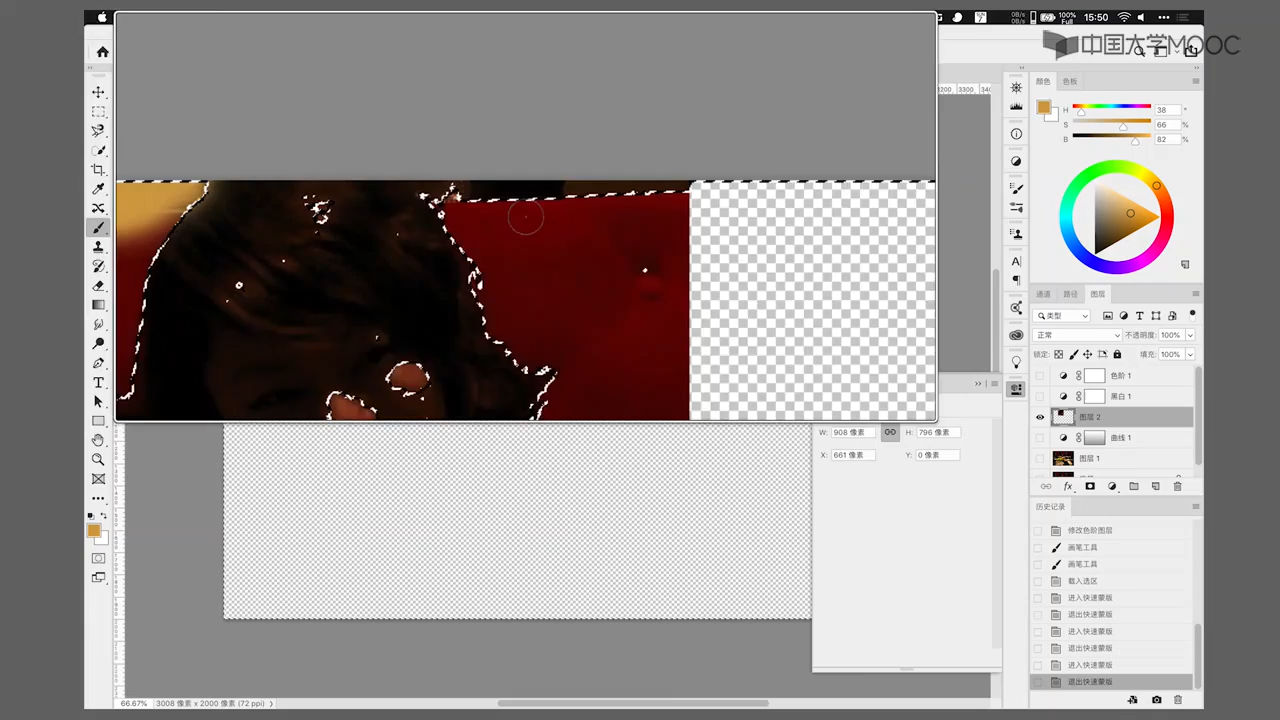 0B/s
0B/s
100%
Full
15:50
中国大学MOOC
3200 3300 340
颜色 色板
H 38 °
S 66 %
B 82 %
通道 路径 图层
类型
正常 不透明度: 100%
锁定: 填充: 100%
色阶 1
黑白 1
图层 2
曲线 1
图层 1
fx
W: 908 像素 H: 796 像素
X: 661 像素 Y: 0 像素
历史记录
修改色阶图层
画笔工具
画笔工具
载入选区
进入快速蒙版
退出快速蒙版
进入快速蒙版
退出快速蒙版
进入快速蒙版
退出快速蒙版
66.67% 3008 像素 x 2000 像素 (72 ppi)